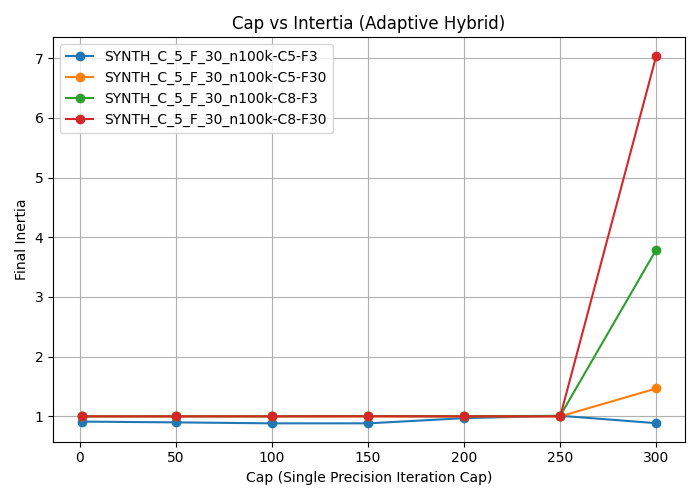 Cap vs Intertia (Adaptive Hybrid)
SYNTH_C_5_F_30_n100k-C5-F3
SYNTH_C_5_F_30_n100k-C5-F30
SYNTH_C_5_F_30_n100k-C8-F3
SYNTH_C_5_F_30_n100k-C8-F30
Final Inertia
7
6
5
4
3
2
1
0 50 100 150 200 250 300
Cap (Single Precision Iteration Cap)